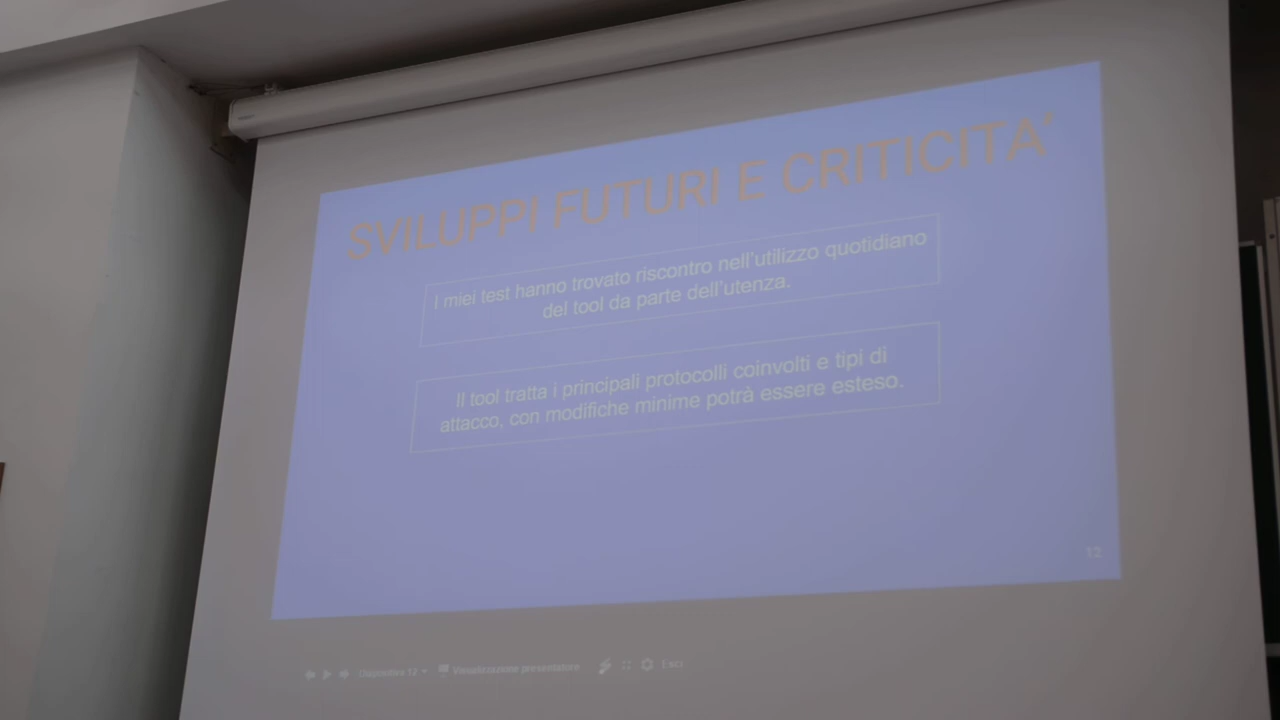 SVILUPPI FUTURI E CRITICITA'
I miei test hanno trovato riscontro nell'utilizzo quotidiano
del tool da parte dell'utenza.
Il tool tratta i principali protocolli coinvolti e tipi di
attacco, con modifiche minime potrà essere esteso.
12
Diapositiva 12
Visualizzazione presentatore
Esci